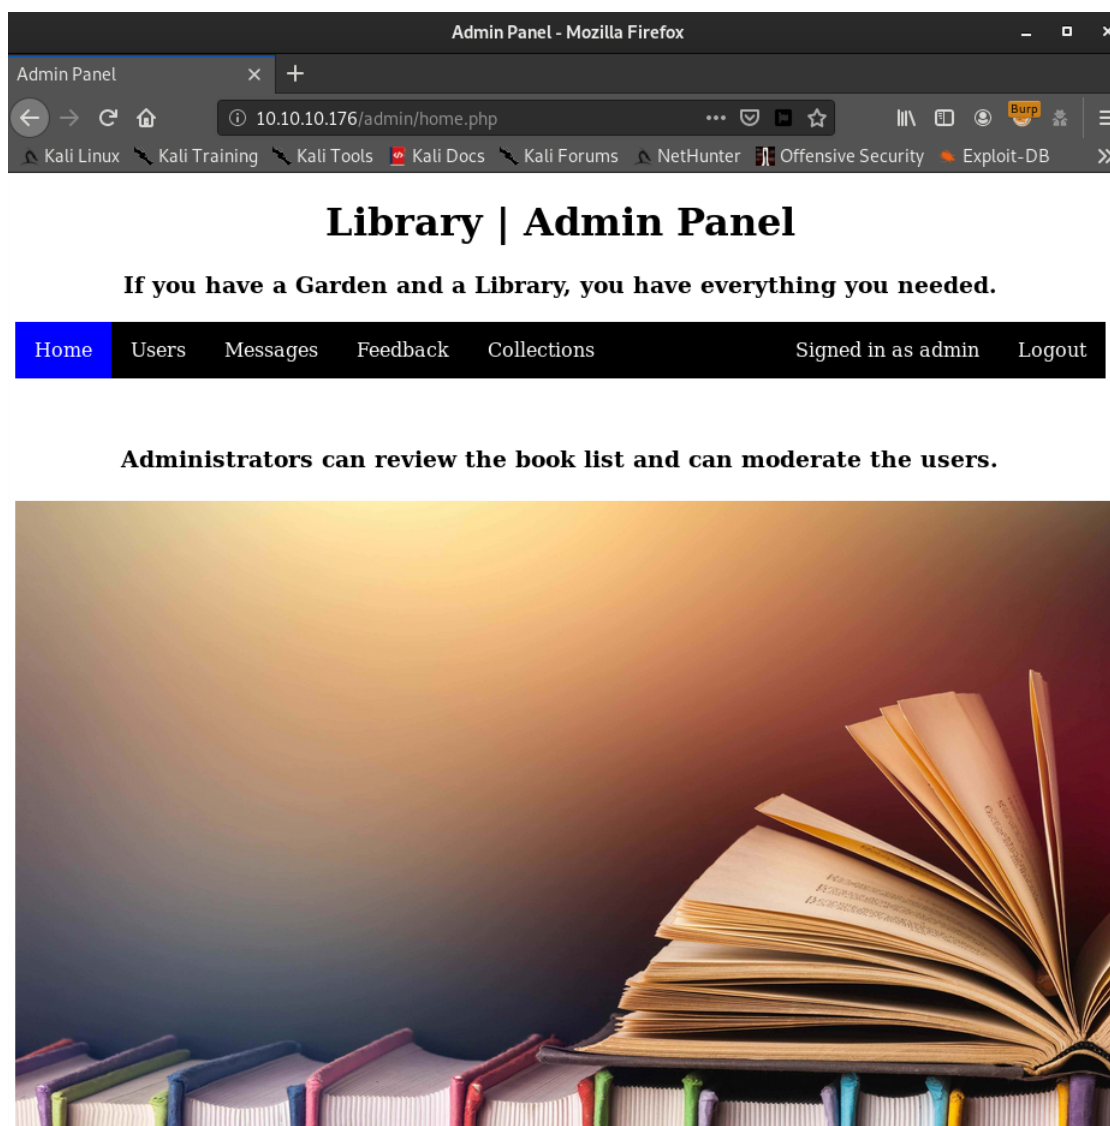 Admin Panel - Mozilla Firefox
Admin Panel
10.10.10.176/admin/home.php
Burp
Kali Linux Kali Training Kali Tools Kali Docs Kali Forums NetHunter Offensive Security Exploit-DB
Library | Admin Panel
If you have a Garden and a Library, you have everything you needed.
Home Users Messages Feedback Collections Signed in as admin Logout
Administrators can review the book list and can moderate the users.